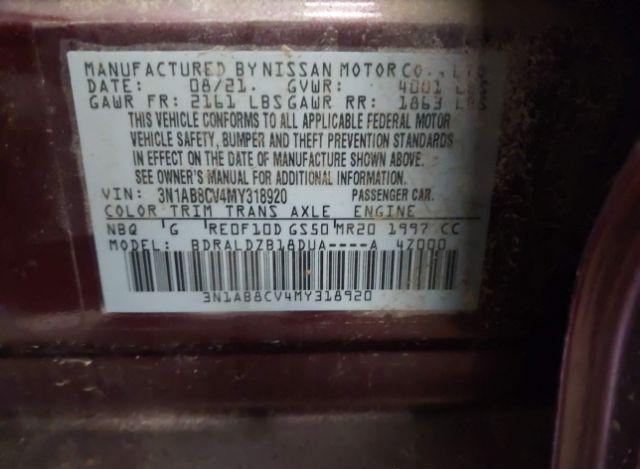 MANUFACTURED BY NISSAN MOTOR CO., LTD
DATE: 08/21. GVWR: 4001 LBS
GAWR FR: 2161 LBS GAWR RR: 1863 LBS
THIS VEHICLE CONFORMS TO ALL APPLICABLE FEDERAL MOTOR
VEHICLE SAFETY, BUMPER AND THEFT PREVENTION STANDARDS
IN EFFECT ON THE DATE OF MANUFACTURE SHOWN ABOVE.
SEE OWNER'S MANUAL FOR ADDITIONAL INFORMATION.
VIN: 3N1AB8CV4MY318920 PASSENGER CAR.
COLOR TRIM TRANS AXLE ENGINE
NBQ G RE0F10D GS50 MR20 1997 CC
MODEL: BDRALDZB18DUA----A 4Z000
3N1AB8CV4MY318920